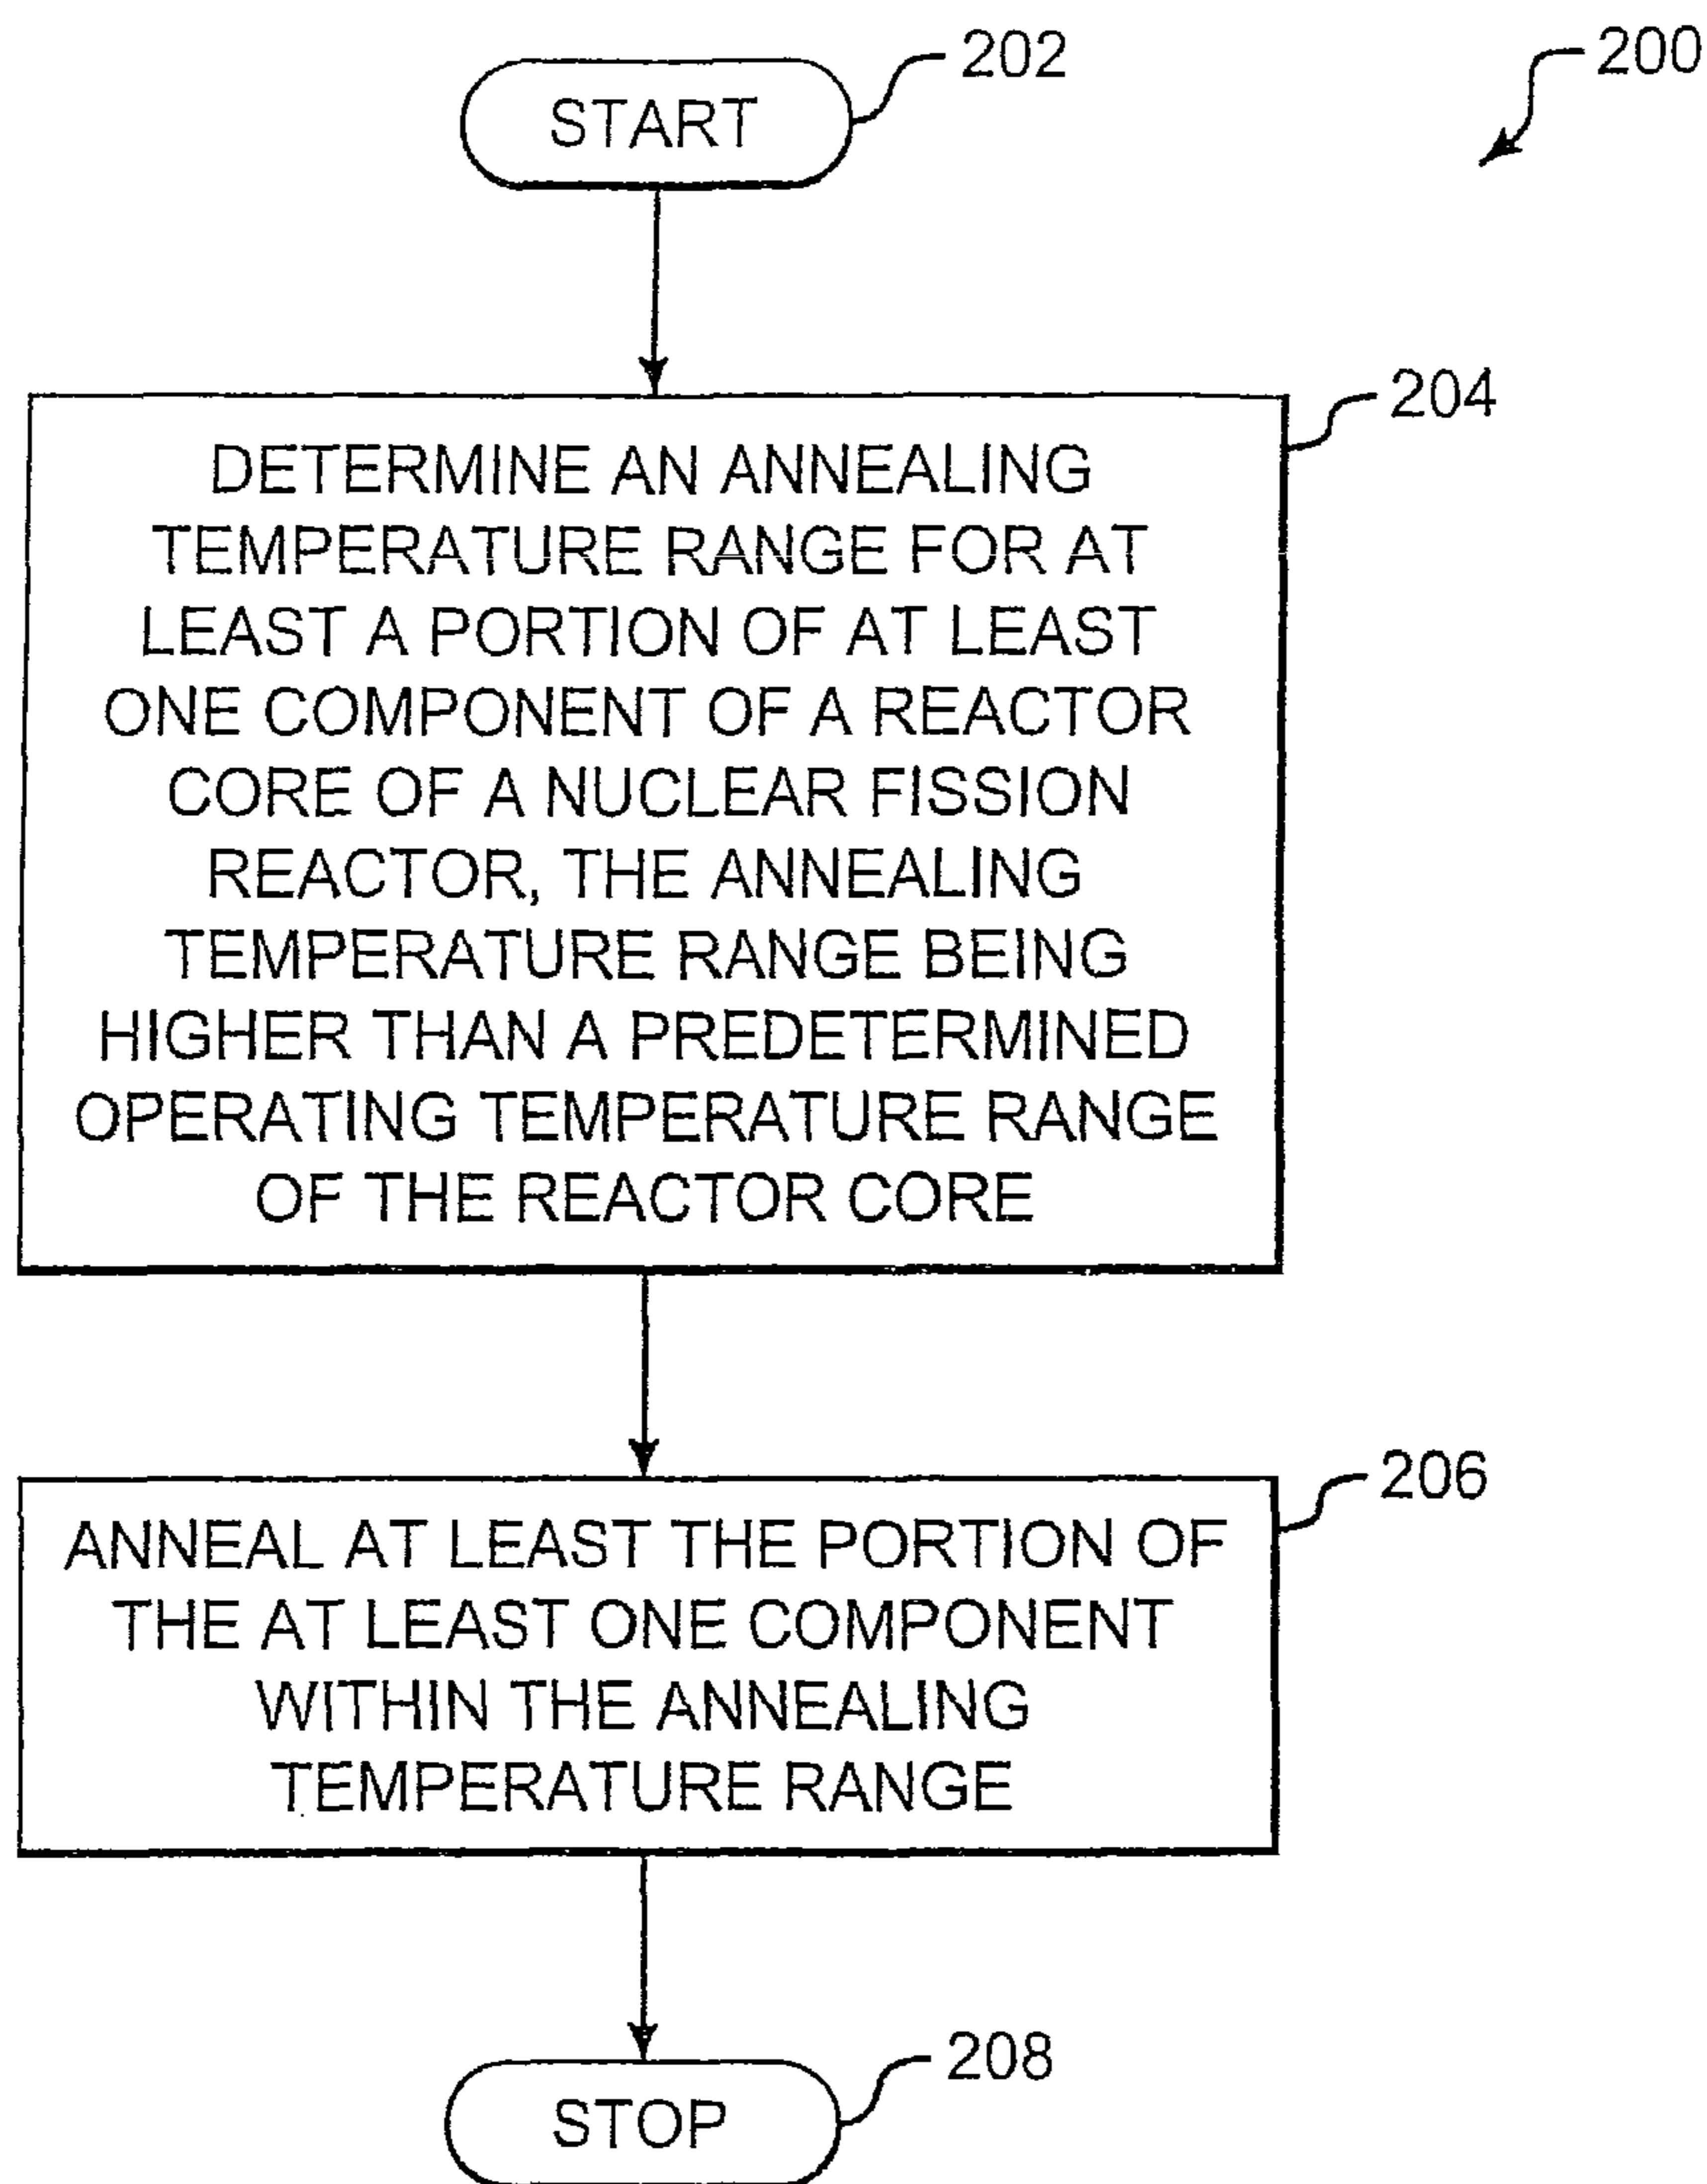 202
200
START
204
DETERMINE AN ANNEALING
TEMPERATURE RANGE FOR AT
LEAST A PORTION OF AT LEAST
ONE COMPONENT OF A REACTOR
CORE OF A NUCLEAR FISSION
REACTOR, THE ANNEALING
TEMPERATURE RANGE BEING
HIGHER THAN A PREDETERMINED
OPERATING TEMPERATURE RANGE
OF THE REACTOR CORE
206
ANNEAL AT LEAST THE PORTION OF
THE AT LEAST ONE COMPONENT
WITHIN THE ANNEALING
TEMPERATURE RANGE
208
STOP